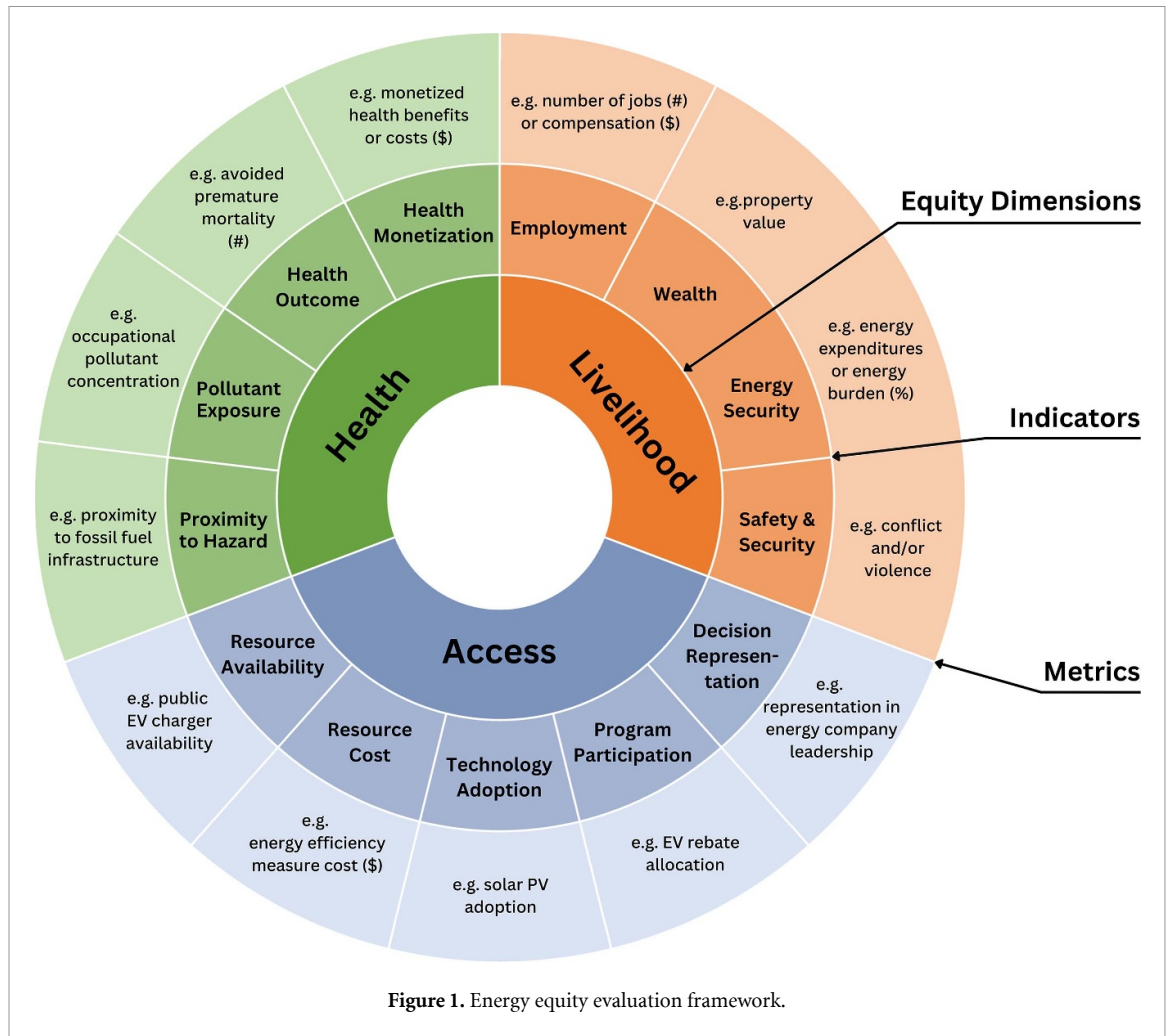 e.g. monetized
health benefits
or costs ($)
e.g. number of jobs (#)
or compensation ($)
e.g. avoided
premature
mortality
(#)
e.g.property
value
Equity Dimensions
Health
Monetization
Employment
Health
Outcome
Wealth
e.g.
occupational
pollutant
concentration
e.g. energy
expenditures
or energy
burden (%)
Pollutant
Exposure
Health
Livelihood
Energy
Security
Indicators
e.g. proximity
to fossil fuel
infrastructure
Proximity
to Hazard
Safety &
Security
e.g. conflict
and/or
violence
Resource
Availability
Access
Decision
Represen-
tation
Metrics
e.g. public
EV charger
availability
Resource
Cost
Technology
Adoption
Program
Participation
e.g.
representation in
energy company
leadership
e.g.
energy efficiency
measure cost ($)
e.g. solar PV
adoption
e.g. EV rebate
allocation
Figure 1. Energy equity evaluation framework.